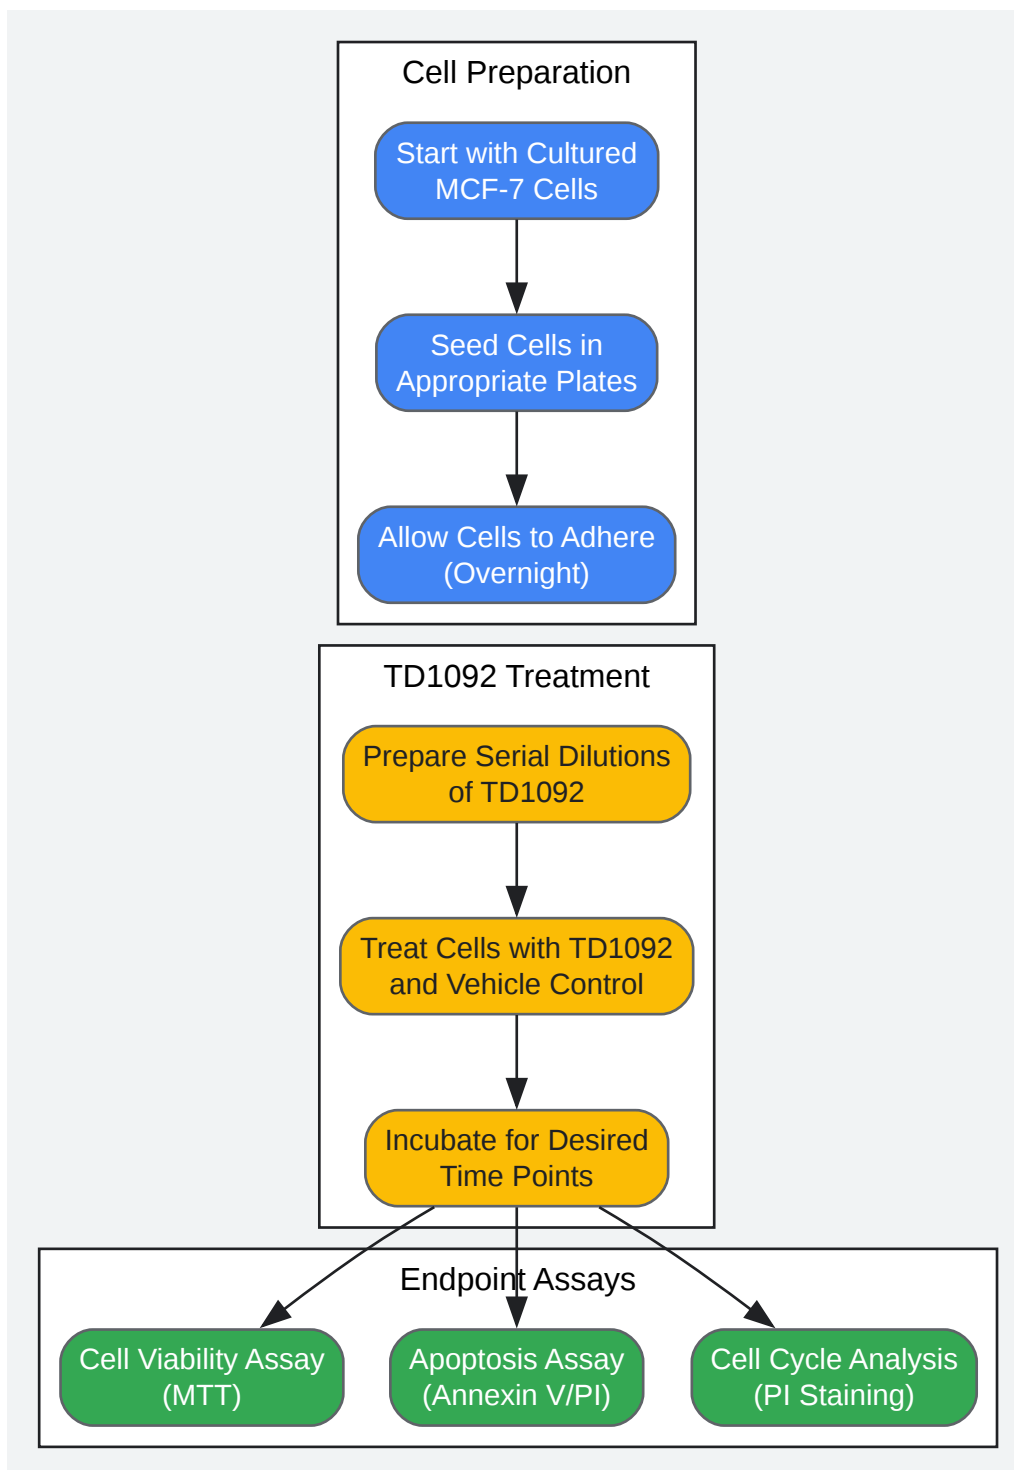 Cell Preparation
Start with Cultured
MCF-7 Cells
Seed Cells in
Appropriate Plates
Allow Cells to Adhere
(Overnight)
TD1092 Treatment
Prepare Serial Dilutions
of TD1092
Treat Cells with TD1092
and Vehicle Control
Incubate for Desired
Time Points
Endpoint Assays
Cell Viability Assay
(MTT)
Apoptosis Assay
(Annexin V/PI)
Cell Cycle Analysis
(PI Staining)